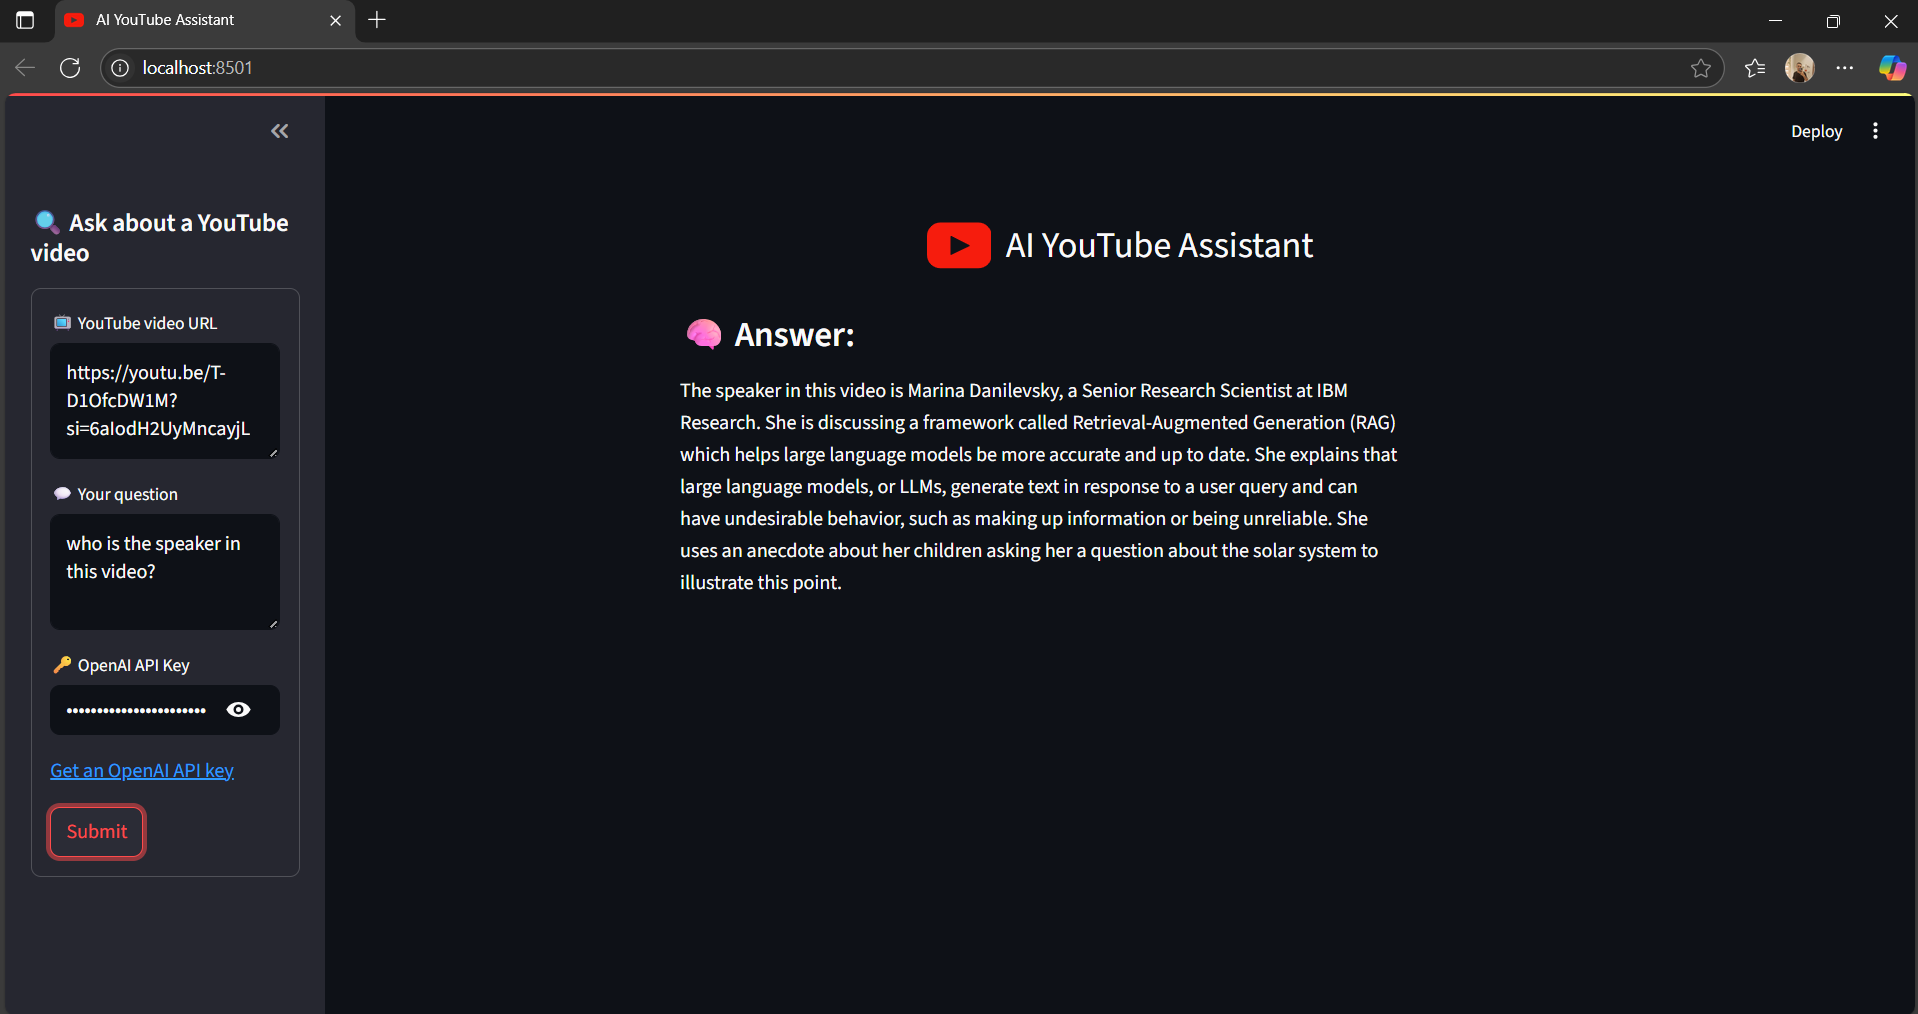 AI YouTube Assistant
localhost:8501
Deploy
Ask about a YouTube
video
YouTube video URL
https://youtu.be/T-
D1OfcDW1M?
si=6alodH2UyMncayjL
Your question
who is the speaker in
this video?
OpenAI API Key
Get an OpenAI API key
Submit
AI YouTube Assistant
Answer:
The speaker in this video is Marina Danilevsky, a Senior Research Scientist at IBM
Research. She is discussing a framework called Retrieval-Augmented Generation (RAG)
which helps large language models be more accurate and up to date. She explains that
large language models, or LLMs, generate text in response to a user query and can
have undesirable behavior, such as making up information or being unreliable. She
uses an anecdote about her children asking her a question about the solar system to
illustrate this point.